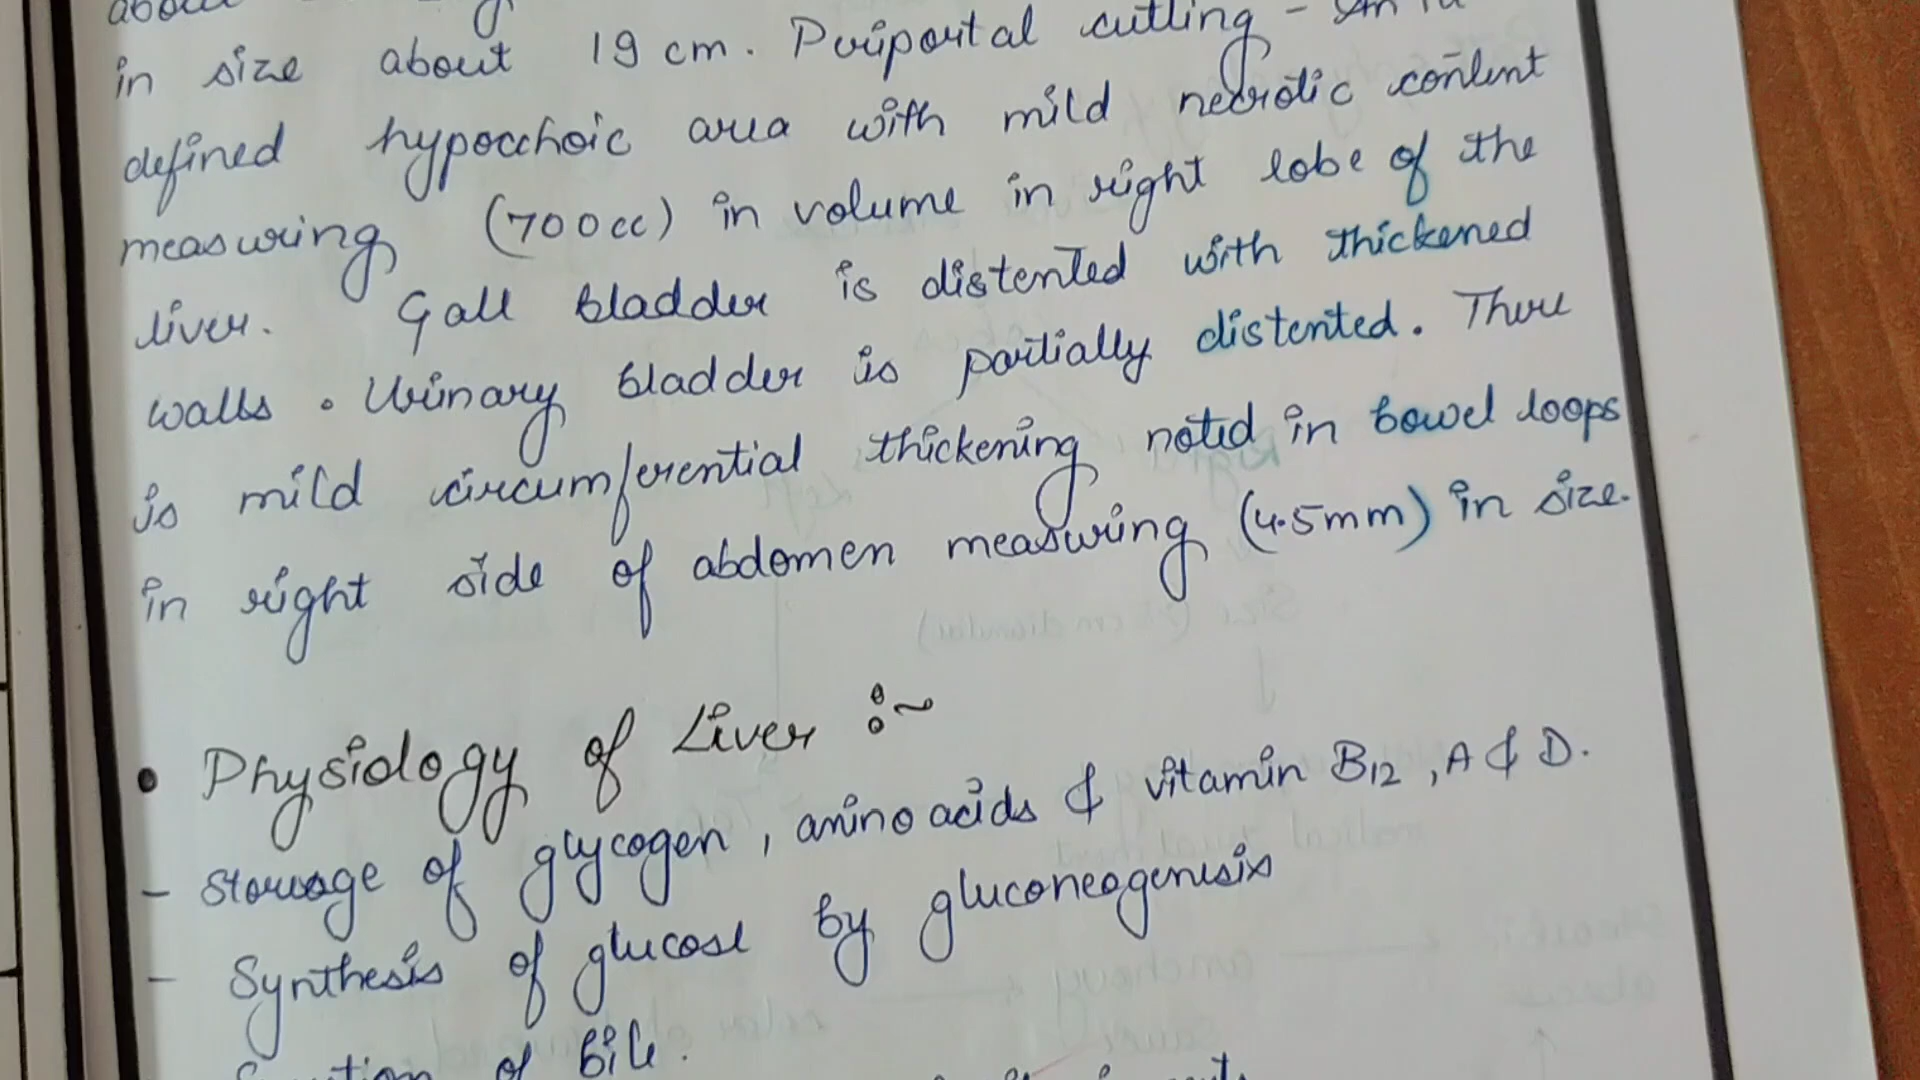 about
in size about 19 cm. Periportal cutting - An
defined hypoechoic area with mild necrotic content
measuring (700cc) in volume in right lobe of the
liver. Gall bladder is distented with thickened
walls. Urinary bladder is partially distented. There
is mild circumferential thickening noted in bowel loops
in right side of abdomen measuring (4.5mm) in size.
• Physiology of Liver :~
- Storage of glycogen, amino acids & vitamin B12, A & D.
- Synthesis of glucose by gluconeogenesis
of bile.